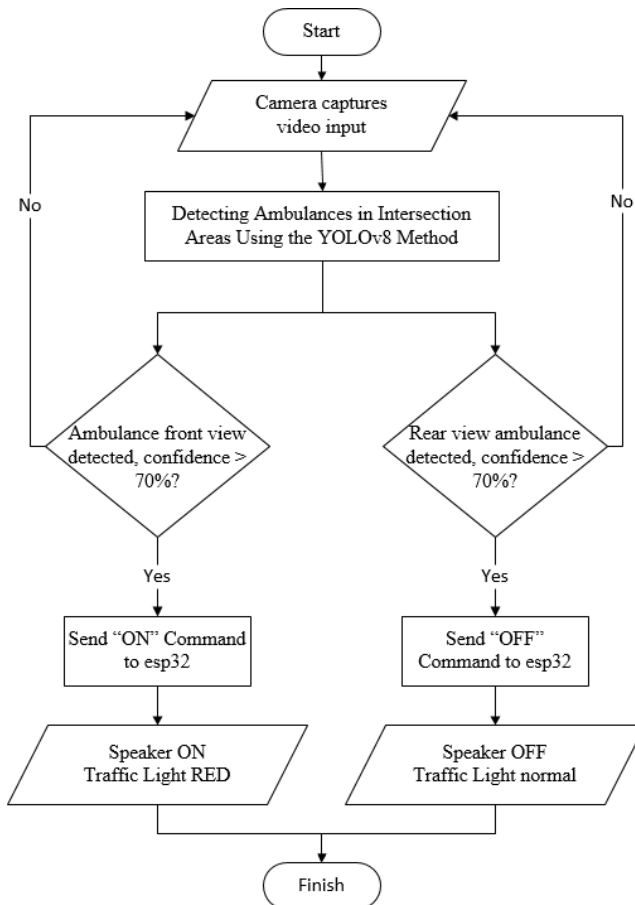 Start
Camera captures
video input
No
No
Detecting Ambulances in Intersection
Areas Using the YOLOv8 Method
Ambulance front view
detected, confidence >
70%?
Rear view ambulance
detected, confidence >
70%?
Yes
Yes
Send “ON” Command
to esp32
Send “OFF”
Command to esp32
Speaker ON
Traffic Light RED
Speaker OFF
Traffic Light normal
Finish